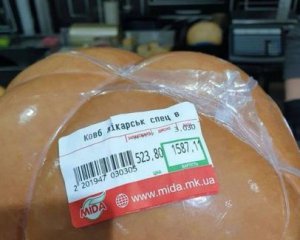 Ковб лікарськ спец в
523.80
1587.1
2 201947 030305
MIDA
www.mida.mk.ua